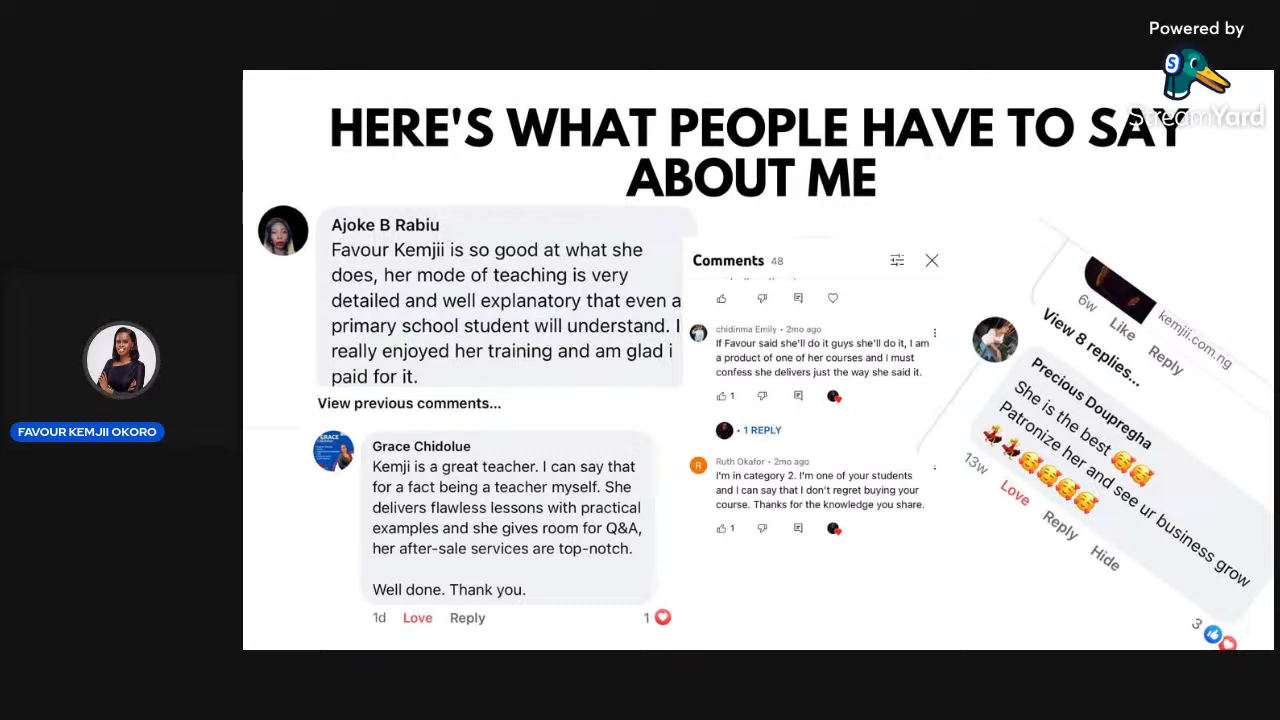 Powered by
StreamYard
HERE'S WHAT PEOPLE HAVE TO SAY
ABOUT ME
Ajoke B Rabiu
Favour Kemjii is so good at what she
does, her mode of teaching is very
detailed and well explanatory that even a
primary school student will understand. I
really enjoyed her training and am glad i
paid for it.
View previous comments...
Grace Chidolue
Kemji is a great teacher. I can say that
for a fact being a teacher myself. She
delivers flawless lessons with practical
examples and she gives room for Q&A,
her after-sale services are top-notch.
Well done. Thank you.
1d Love Reply
1
Comments 48
chidinma Emily • 2mo ago
If Favour said she'll do it guys she'll do it, I am
a product of one of her courses and I must
confess she delivers just the way she said it.
1
• 1 REPLY
R
Ruth Okafor • 2mo ago
I'm in category 2. I'm one of your students
and I can say that I don't regret buying your
course. Thanks for the knowledge you share.
1
kemjii.com.ng
6w Like Reply
View 8 replies...
Precious Doupregha
She is the best 🥰🥰
Patronize her and see ur business grow
💃💃🥰🥰🥰🥰
13w Love Reply Hide
3
FAVOUR KEMJII OKORO